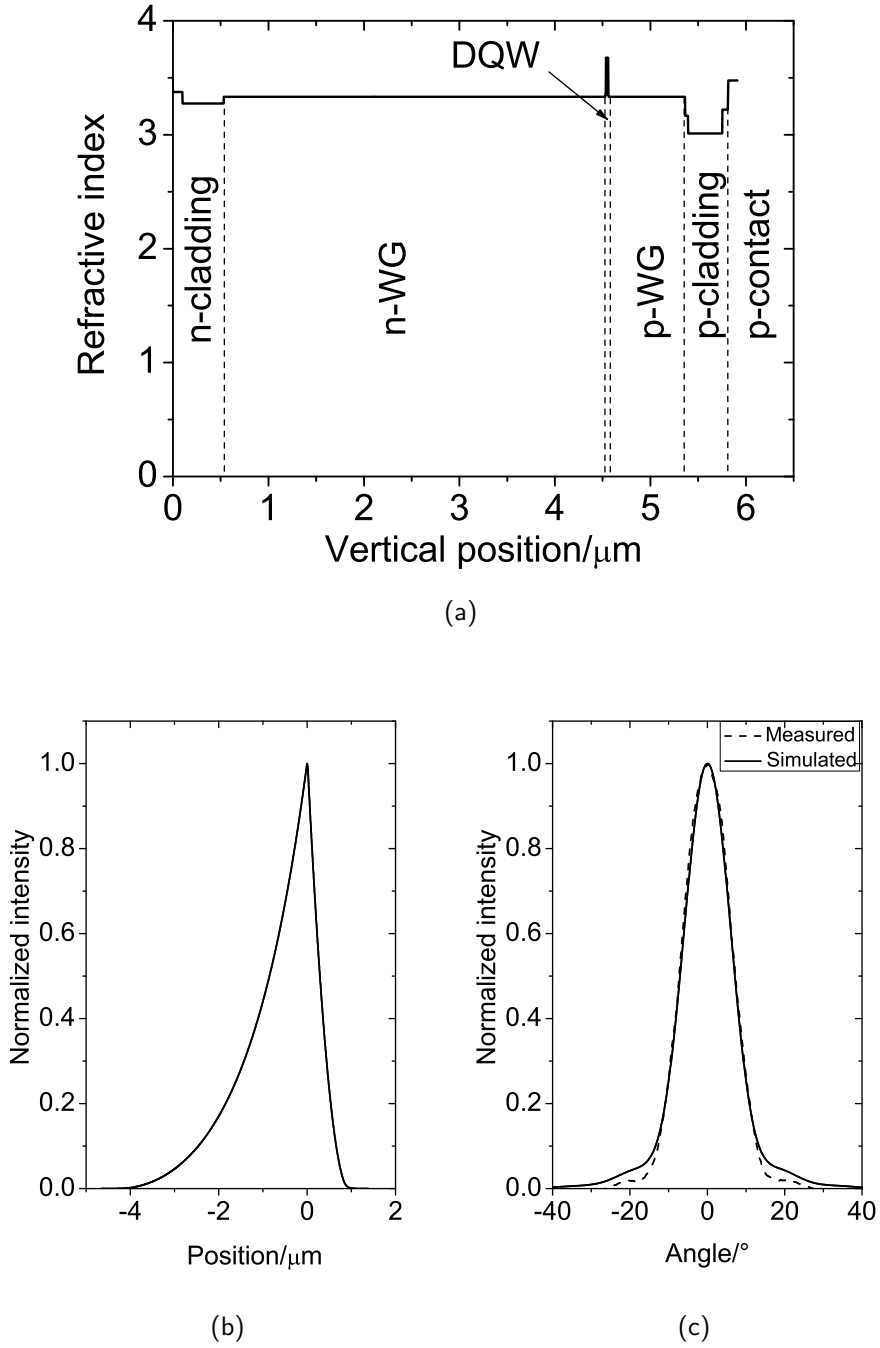 4
3
2
1
0
Refractive index
DQW
n-cladding
n-WG
p-WG
p-cladding
p-contact
0 1 2 3 4 5 6
Vertical position/μm
(a)
1.0
0.8
0.6
0.4
0.2
0.0
Normalized intensity
-4 -2 0 2
Position/μm
(b)
Measured
Simulated
1.0
0.8
0.6
0.4
0.2
0.0
Normalized intensity
-40 -20 0 20 40
Angle/°
(c)